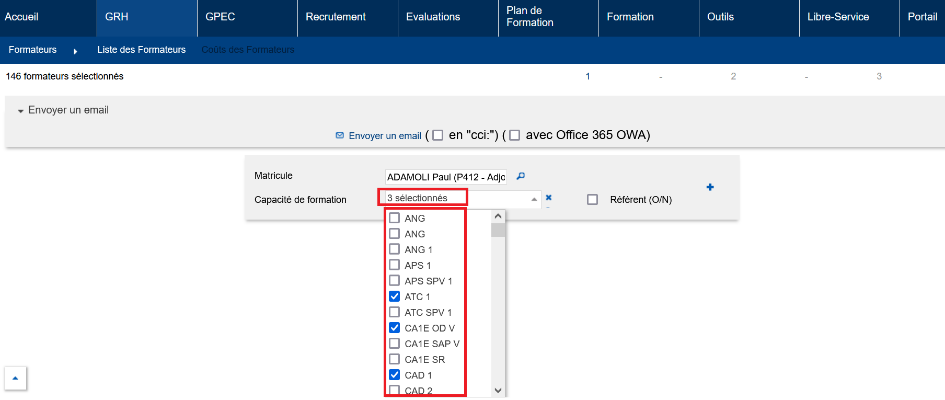 Accueil GRH GPEC Recrutement Evaluations Plan de Formation Formation Outils Libre-Service Portail
Formateurs Liste des Formateurs Coûts des Formateurs
146 formateurs sélectionnés 1 - 2 - 3
Envoyer un email
Envoyer un email ( en "cci:") ( avec Office 365 OWA)
Matricule ADAMOLI Paul (P412 - Adjo
Capacité de formation 3 sélectionnés Référent (O/N)
ANG
ANG
ANG 1
APS 1
APS SPV 1
ATC 1
ATC SPV 1
CA1E OD V
CA1E SAP V
CA1E SR
CAD 1
CAD 2